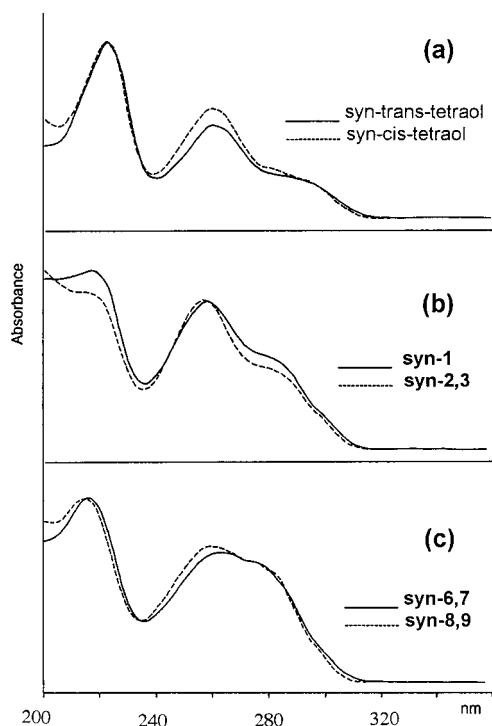 (a)
syn-trans-tetraol
syn-cis-tetraol
Absorbance
(b)
syn-1
syn-2,3
(c)
syn-6,7
syn-8,9
200 240 280 320 nm